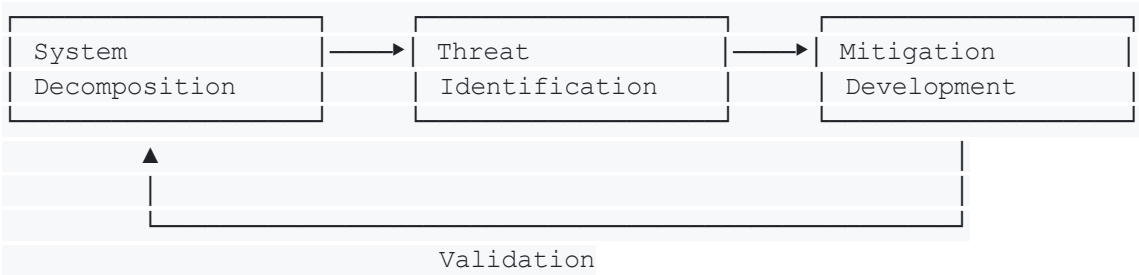 System Threat Mitigation
Decomposition Identification Development
Validation